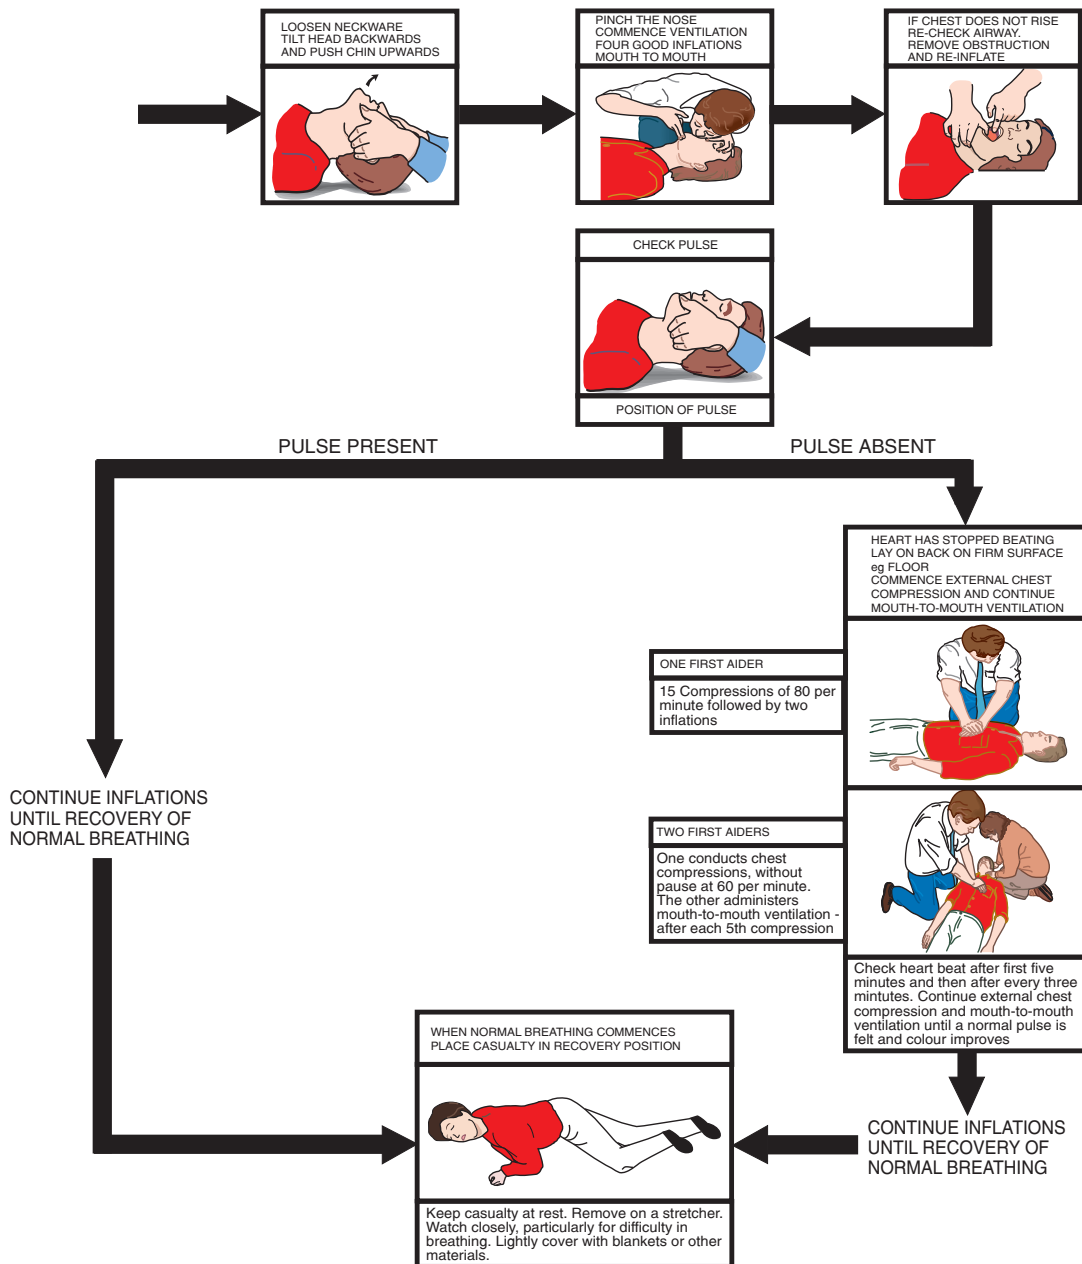 LOOSEN NECKWARE
TILT HEAD BACKWARDS
AND PUSH CHIN UPWARDS
PINCH THE NOSE
COMMENCE VENTILATION
FOUR GOOD INFLATIONS
MOUTH TO MOUTH
IF CHEST DOES NOT RISE
RE-CHECK AIRWAY.
REMOVE OBSTRUCTION
AND RE-INFLATE
CHECK PULSE
POSITION OF PULSE
PULSE PRESENT
PULSE ABSENT
HEART HAS STOPPED BEATING
LAY ON BACK ON FIRM SURFACE
eg FLOOR
COMMENCE EXTERNAL CHEST
COMPRESSION AND CONTINUE
MOUTH-TO-MOUTH VENTILATION
ONE FIRST AIDER
15 Compressions of 80 per
minute followed by two
inflations
CONTINUE INFLATIONS
UNTIL RECOVERY OF
NORMAL BREATHING
TWO FIRST AIDERS
One conducts chest
compressions, without
pause at 60 per minute.
The other administers
mouth-to-mouth ventilation -
after each 5th compression
Check heart beat after first five
minutes and then after every three
mintutes. Continue external chest
compression and mouth-to-mouth
ventilation until a normal pulse is
felt and colour improves
WHEN NORMAL BREATHING COMMENCES
PLACE CASUALTY IN RECOVERY POSITION
CONTINUE INFLATIONS
UNTIL RECOVERY OF
NORMAL BREATHING
Keep casualty at rest. Remove on a stretcher.
Watch closely, particularly for difficulty in
breathing. Lightly cover with blankets or other
materials.